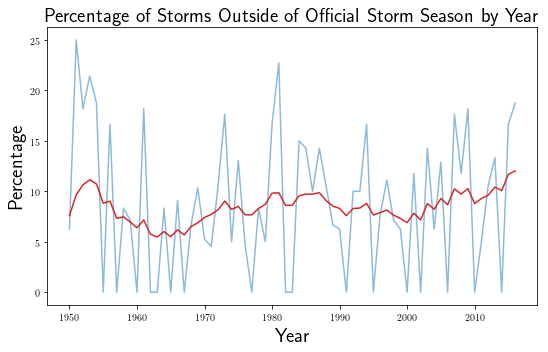 Percentage of Storms Outside of Official Storm Season by Year
Percentage
25
20
15
10
5
0
1950 1960 1970 1980 1990 2000 2010
Year